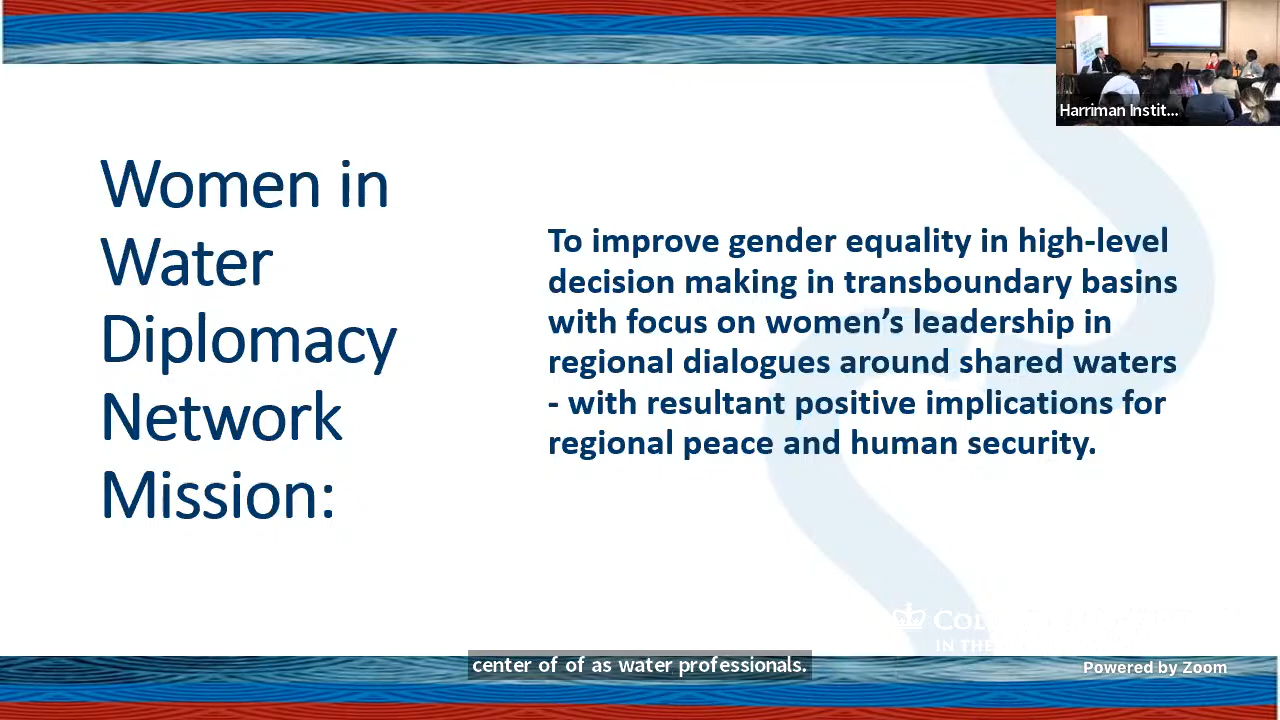 Harriman Instit...
Women in
Water
Diplomacy
Network
Mission:
To improve gender equality in high-level
decision making in transboundary basins
with focus on women’s leadership in
regional dialogues around shared waters
- with resultant positive implications for
regional peace and human security.
IN THE
center of of as water professionals.
Powered by Zoom